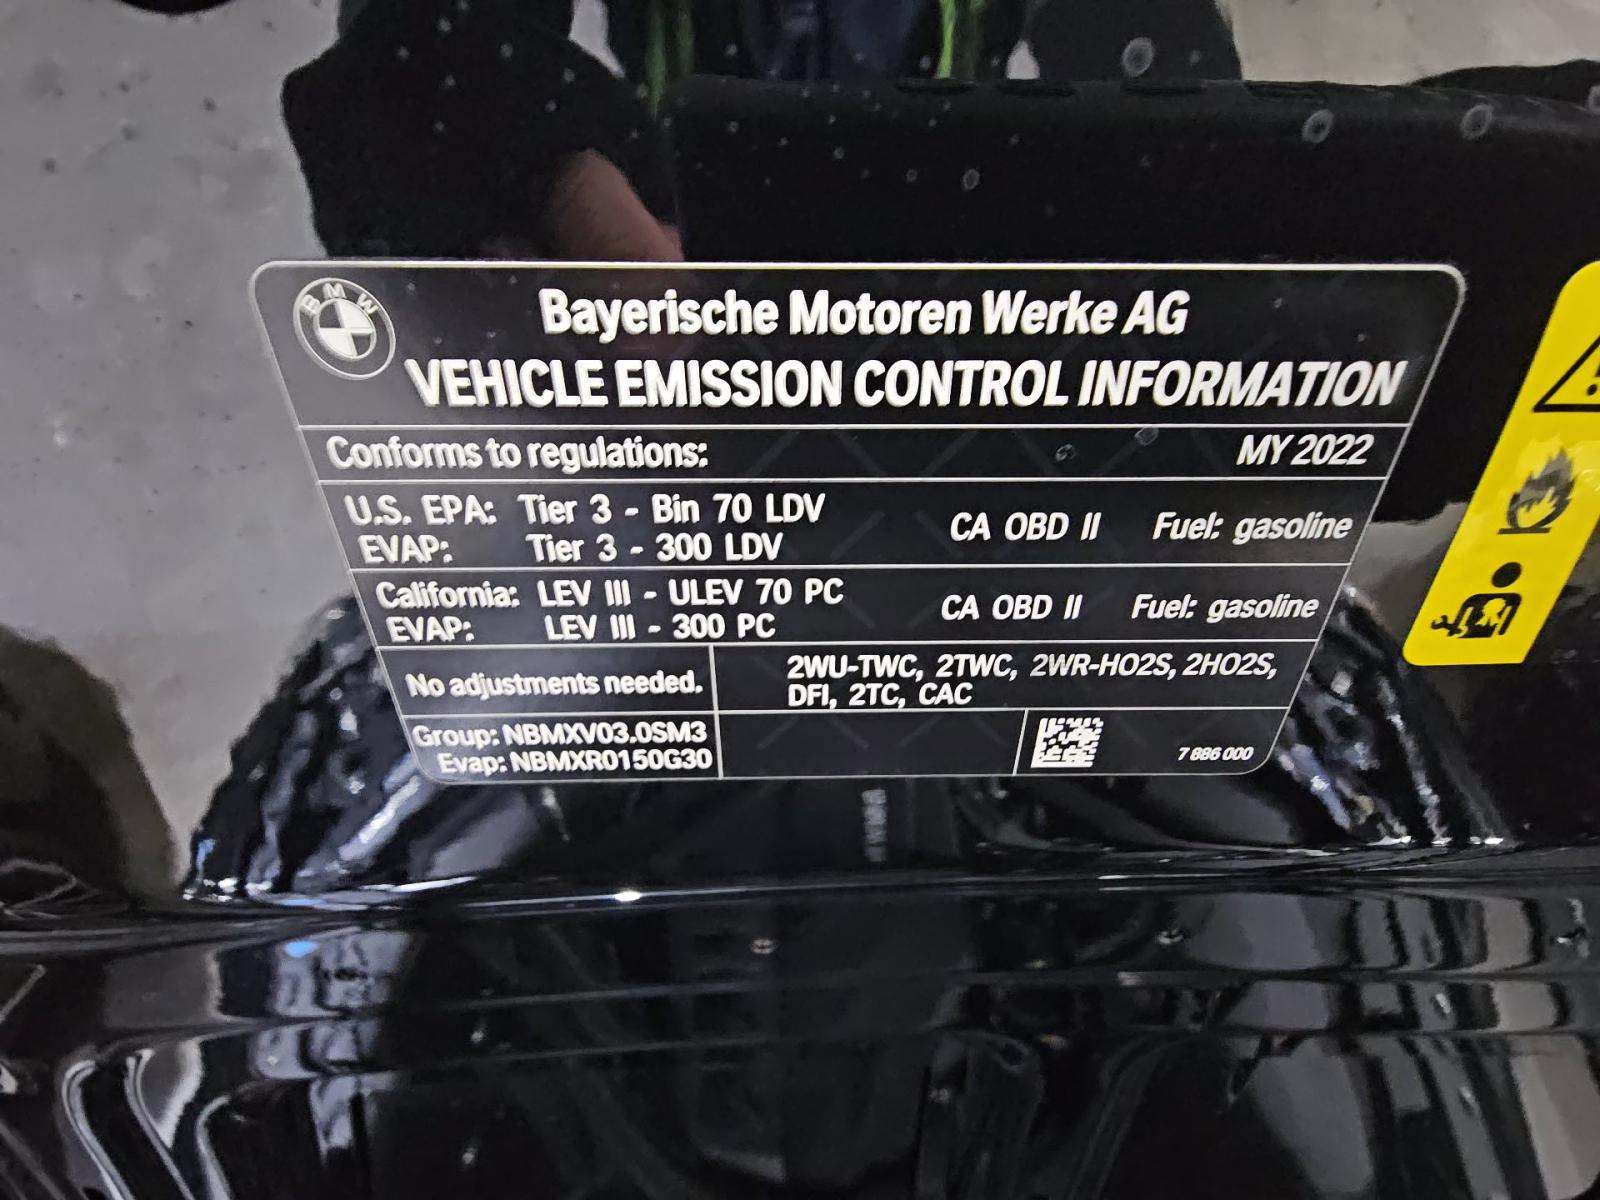 BMW
Bayerische Motoren Werke AG
VEHICLE EMISSION CONTROL INFORMATION
Conforms to regulations: MY 2022
U.S. EPA: Tier 3 - Bin 70 LDV CA OBD II Fuel: gasoline
EVAP: Tier 3 - 300 LDV
California: LEV III - ULEV 70 PC CA OBD II Fuel: gasoline
EVAP: LEV III - 300 PC
No adjustments needed. 2WU-TWC, 2TWC, 2WR-HO2S, 2HO2S,
DFI, 2TC, CAC
Group: NBMXV03.0SM3
Evap: NBMXR0150G30
7 886 000